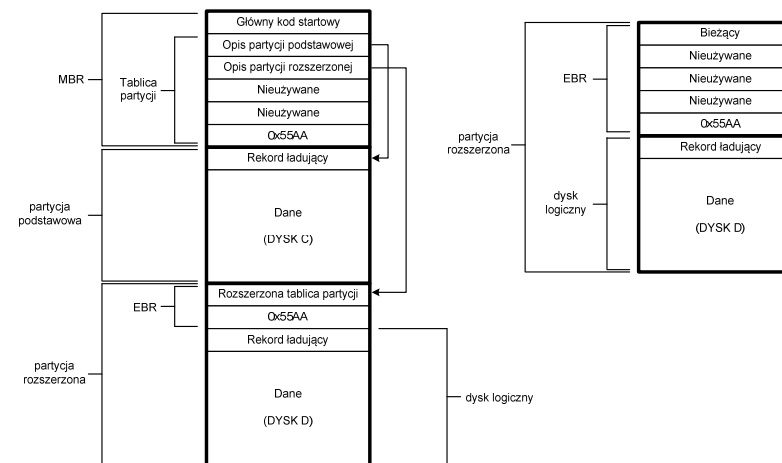 Główny kod startowy
Opis partycji podstawowej
Opis partycji rozszerzonej
Nieużywane
Nieużywane
0x55AA
MBR
Tablica
partycji
Rekord ładujący
Dane
(DYSK C)
partycja
podstawowa
Rozszerzona tablica partycji
0x55AA
EBR
Rekord ładujący
Dane
(DYSK D)
partycja
rozszerzona
dysk logiczny
Bieżący
Nieużywane
Nieużywane
Nieużywane
0x55AA
EBR
partycja
rozszerzona
Rekord ładujący
Dane
(DYSK D)
dysk
logiczny